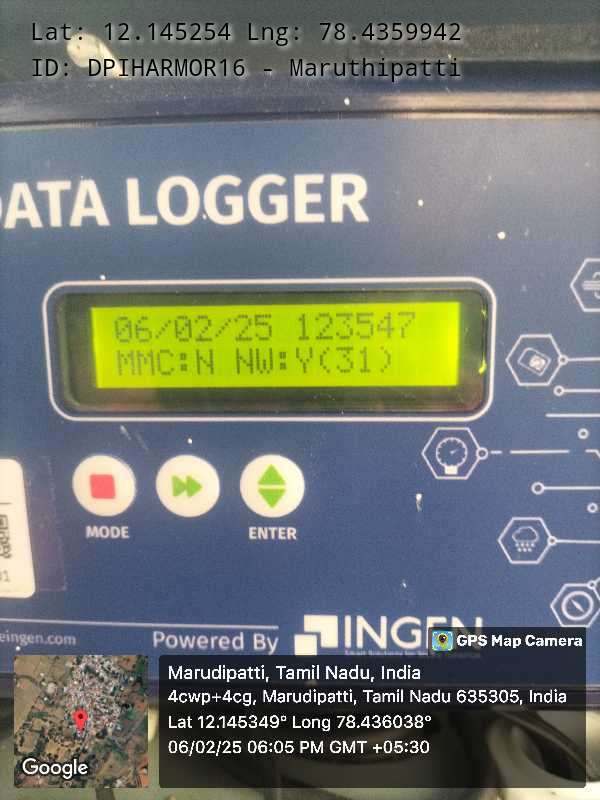 Lat: 12.145254 Lng: 78.4359942
ID: DPIHARMOR16 - Maruthipatti
DATA LOGGER
06/02/25 123547
MMC:N NW:Y(31)
MODE
ENTER
eingen.com
Powered By
INGEN
GPS Map Camera
Marudipatti, Tamil Nadu, India
4cwp+4cg, Marudipatti, Tamil Nadu 635305, India
Lat 12.145349° Long 78.436038°
06/02/25 06:05 PM GMT +05:30
Google